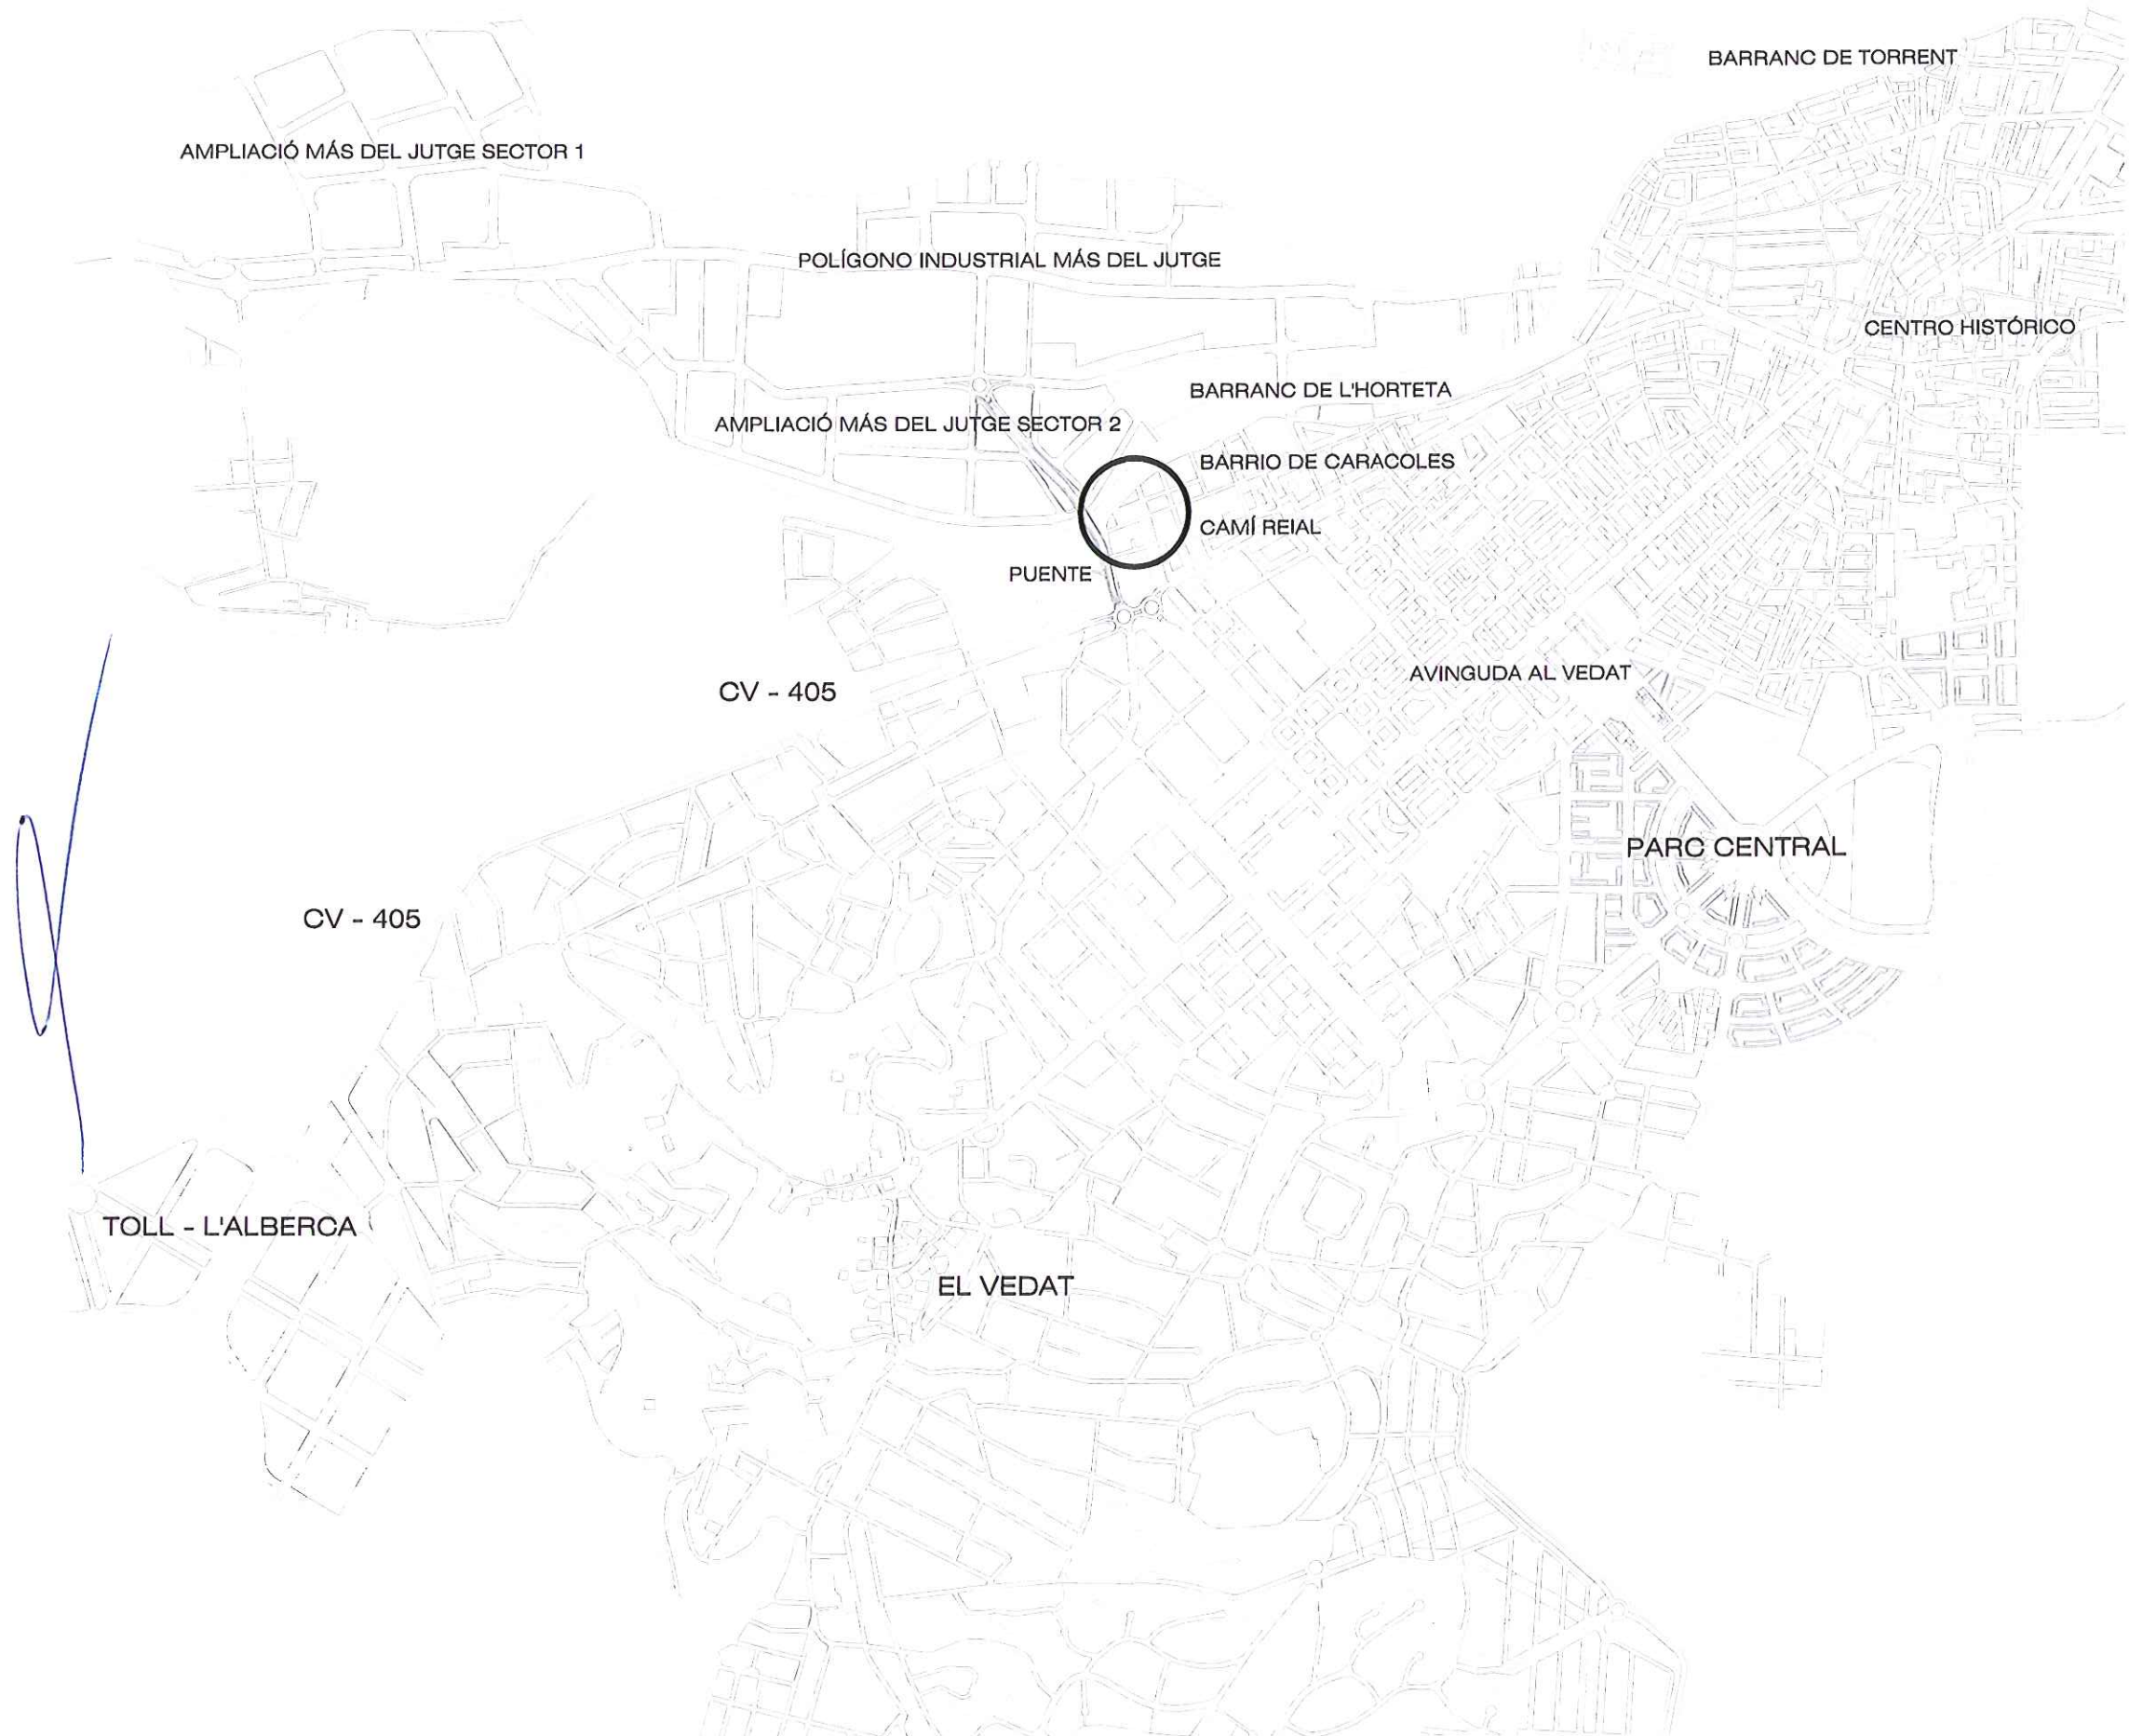 BARRANC DE TORRENT
AMPLIACIÓ MÁS DEL JUTGE SECTOR 1
POLÍGONO INDUSTRIAL MÁS DEL JUTGE
CENTRO HISTÓRICO
BARRANC DE L'HORTETA
AMPLIACIÓ MÁS DEL JUTGE SECTOR 2
BARRIO DE CARACOLES
CAMÍ REIAL
PUENTE
AVINGUDA AL VEDAT
CV - 405
PARC CENTRAL
CV - 405
TOLL - L'ALBERCA
EL VEDAT